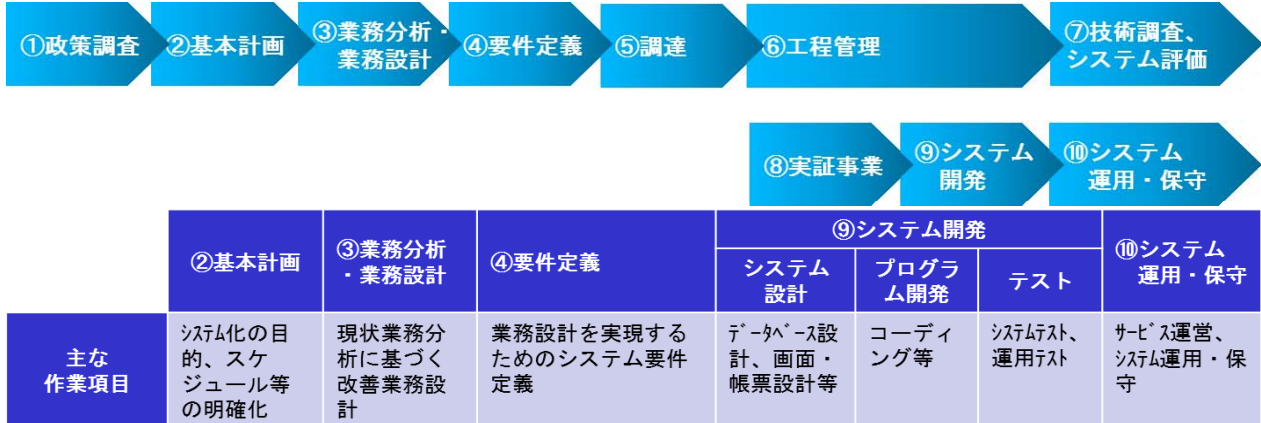 ①政策調査
②基本計画
③業務分析・
業務設計
④要件定義
⑤調達
⑥工程管理
⑦技術調査、
システム評価
⑧実証事業
⑨システム
開発
⑩システム
運用・保守
②基本計画
③業務分析
・業務設計
④要件定義
⑨システム開発
システム
設計
プログラ
ム開発
テスト
⑩システム
運用・保守
主な
作業項目
ｼｽﾃﾑ化の目
的、スケ
ジュール等
の明確化
現状業務分
析に基づく
改善業務設
計
業務設計を実現する
ためのシステム要件
定義
ﾃﾞｰﾀﾍﾞｰｽ設
計、画面・
帳票設計等
コーディ
ング等
ｼｽﾃﾑﾃｽﾄ、
運用ﾃｽﾄ
ｻｰﾋﾞｽ運営、
ｼｽﾃﾑ運用・保
守